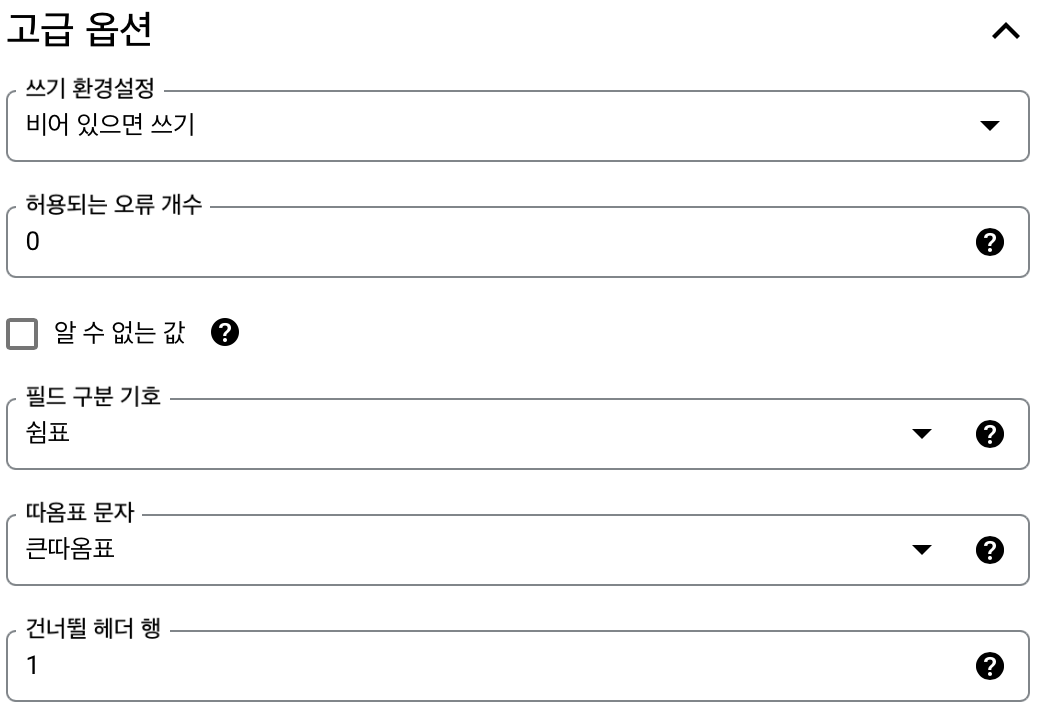 고급 옵션
쓰기 환경설정
비어 있으면 쓰기
허용되는 오류 개수
0
알 수 없는 값
필드 구분 기호
쉼표
따옴표 문자
큰따옴표
건너뛸 헤더 행
1